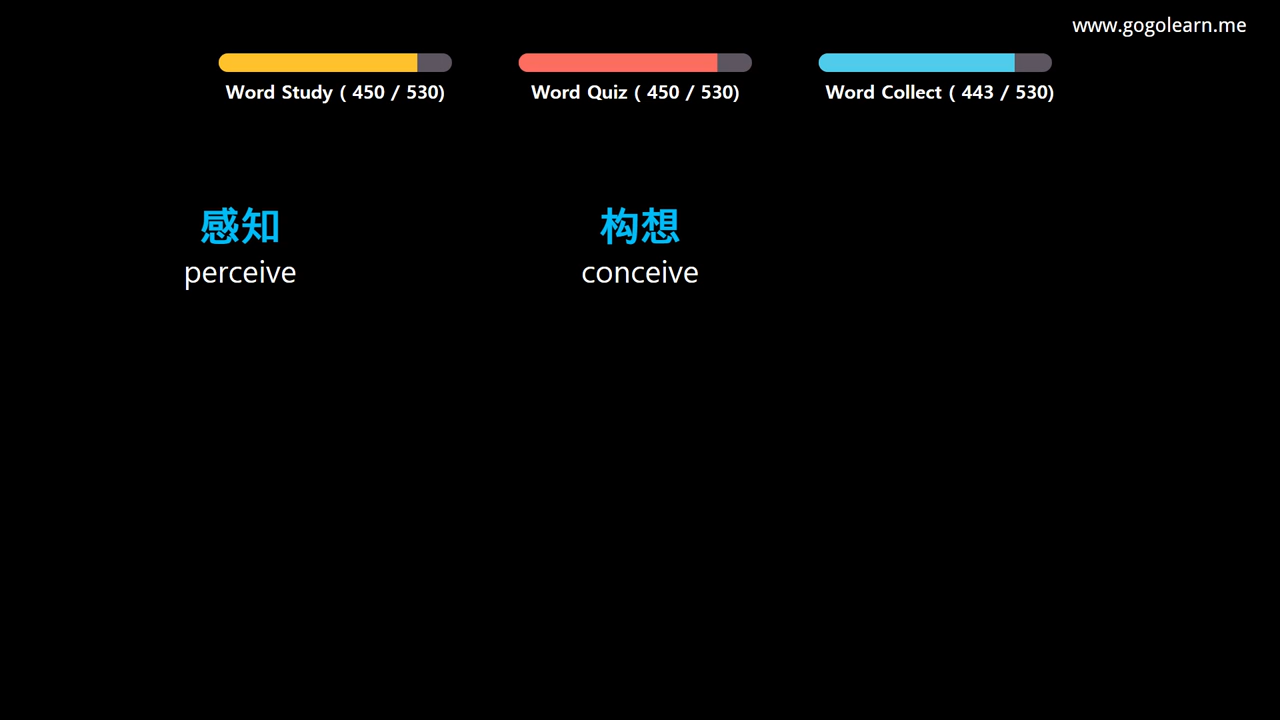 www.gogolearn.me
Word Study ( 450 / 530)
Word Quiz ( 450 / 530)
Word Collect ( 443 / 530)
感知
构想
perceive
conceive